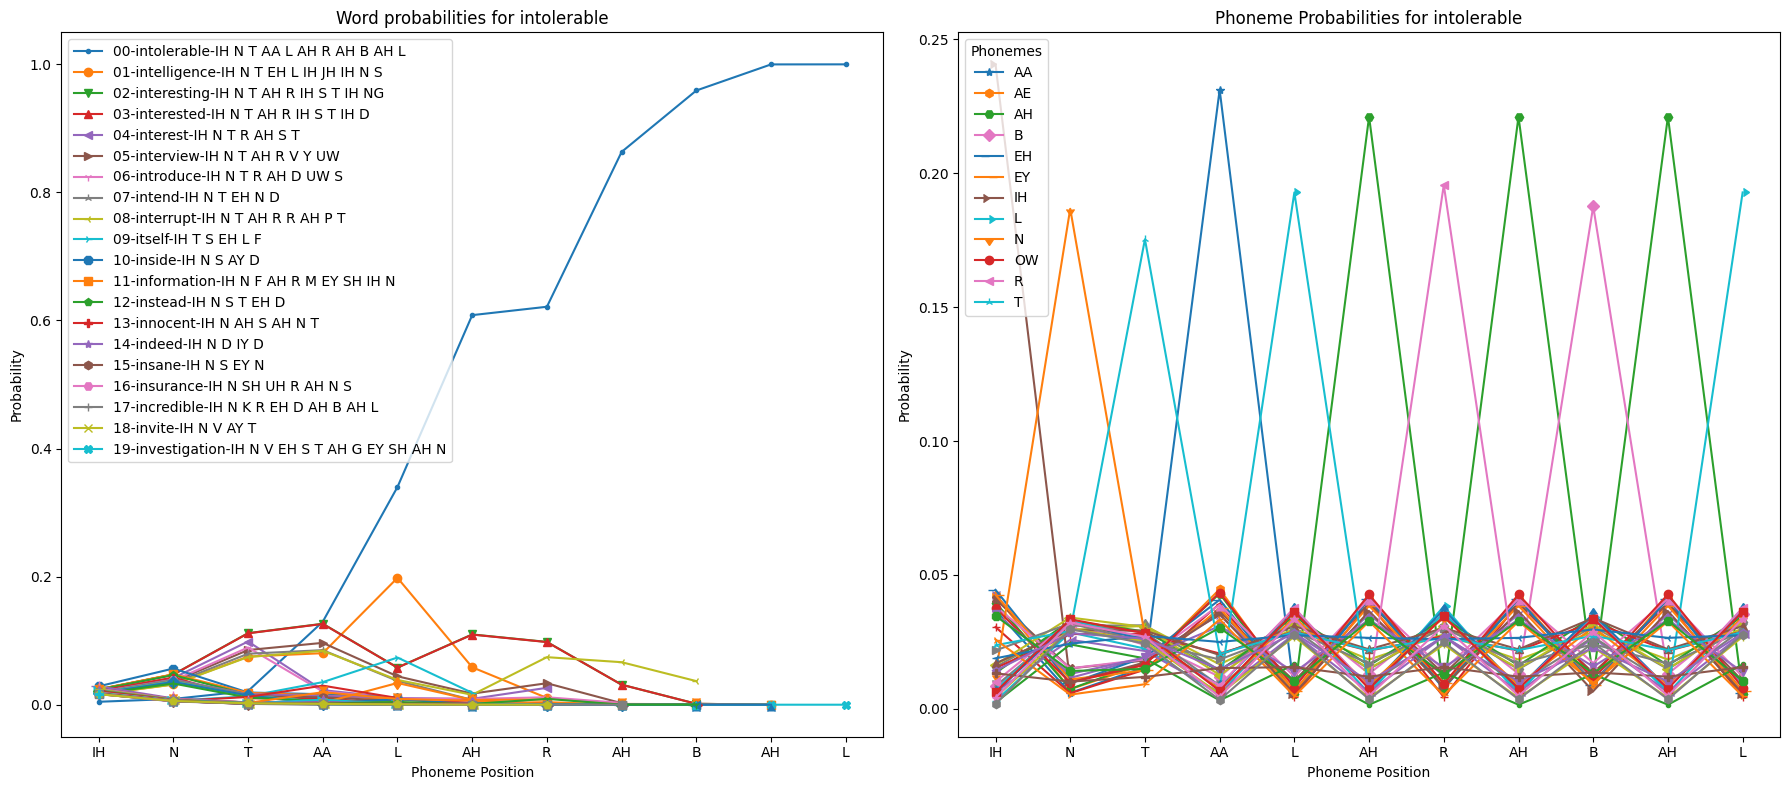 Word probabilities for intolerable
00-intolerable-IH N T AA L AH R AH B AH L
01-intelligence-IH N T EH L IH JH IH N S
02-interesting-IH N T AH R IH S T IH NG
03-interested-IH N T AH R IH S T IH D
04-interest-IH N T R AH S T
05-interview-IH N T AH R V Y UW
06-introduce-IH N T R AH D UW S
07-intend-IH N T EH N D
08-interrupt-IH N T AH R R AH P T
09-itself-IH T S EH L F
10-inside-IH N S AY D
11-information-IH N F AH R M EY SH IH N
12-instead-IH N S T EH D
13-innocent-IH N AH S AH N T
14-indeed-IH N D IY D
15-insane-IH N S EY N
16-insurance-IH N SH UH R AH N S
17-incredible-IH N K R EH D AH B AH L
18-invite-IH N V AY T
19-investigation-IH N V EH S T AH G EY SH AH N
1.0
0.8
0.6
0.4
0.2
0.0
Probability
IH N T AA L AH R AH B AH L
Phoneme Position
Phoneme Probabilities for intolerable
Phonemes
AA
AE
AH
B
EH
EY
IH
L
N
OW
R
T
0.25
0.20
0.15
0.10
0.05
0.00
Probability
IH N T AA L AH R AH B AH L
Phoneme Position